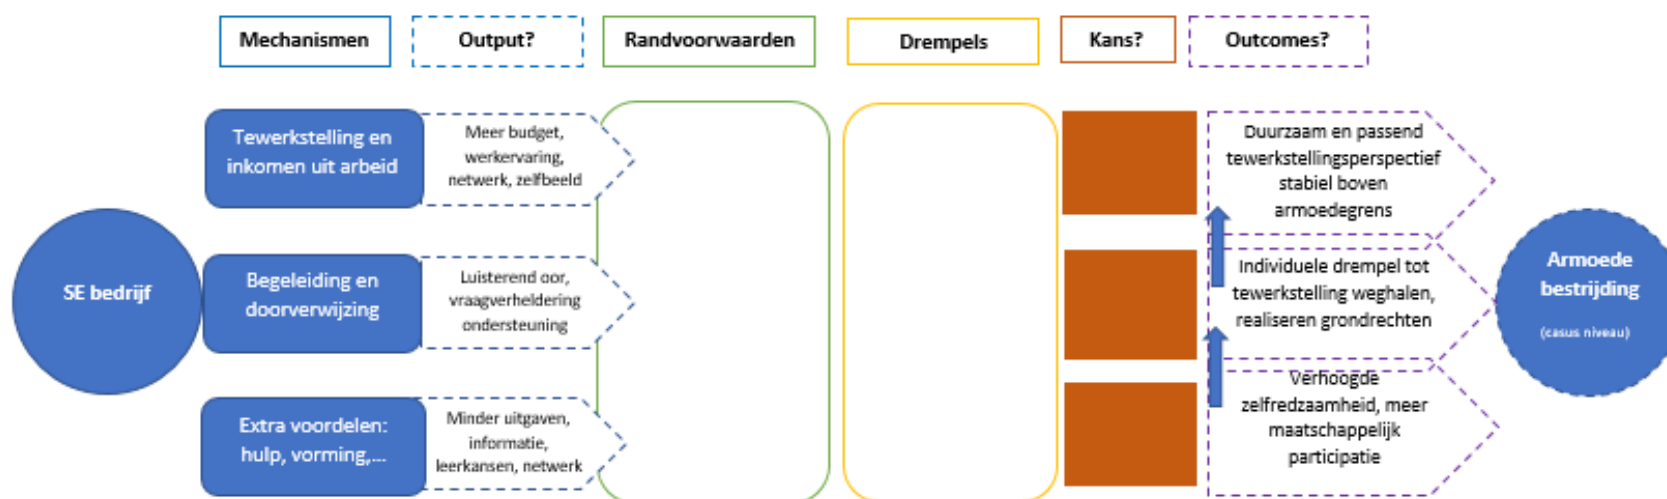 Mechanismen
Output?
Randvoorwaarden
Drempels
Kans?
Outcomes?
SE bedrijf
Tewerkstelling en
inkomen uit arbeid
Meer budget,
werkervaring,
netwerk, zelfbeeld
Duurzaam en passend
tewerkstellingsperspectief
stabiel boven
armoedegrens
Begeleiding en
doorverwijzing
Luisterend oor,
vraagverheldering
ondersteuning
Individuele drempel tot
tewerkstelling weghalen,
realiseren grondrechten
Extra voordelen:
hulp, vorming,...
Minder uitgaven,
informatie,
leerkansen, netwerk
Verhoogde
zelfredzaamheid, meer
maatschappelijk
participatie
Armoede
bestrijding
(casus niveau)